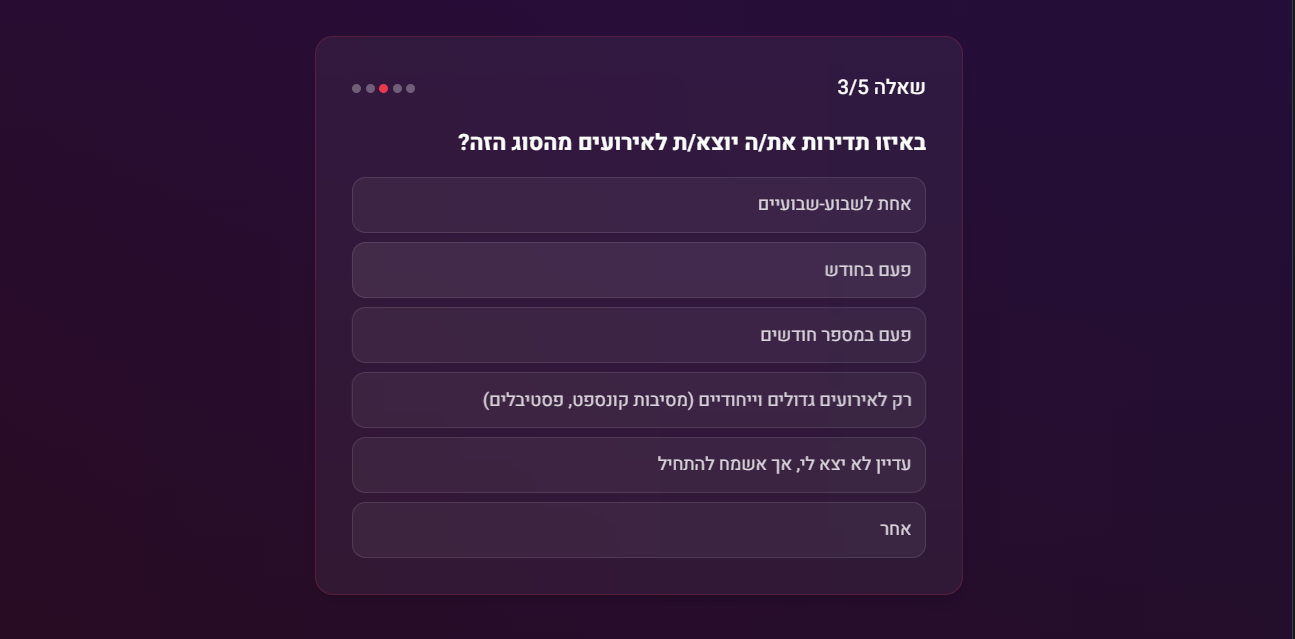 שאלה 3/5
באיזו תדירות את/ה יוצא/ת לאירועים מהסוג הזה?
אחת לשבוע-שבועיים
פעם בחודש
פעם במספר חודשים
רק לאירועים גדולים וייחודיים (מסיבות קונספט, פסטיבלים)
עדיין לא יצא לי, אך אשמח להתחיל
אחר